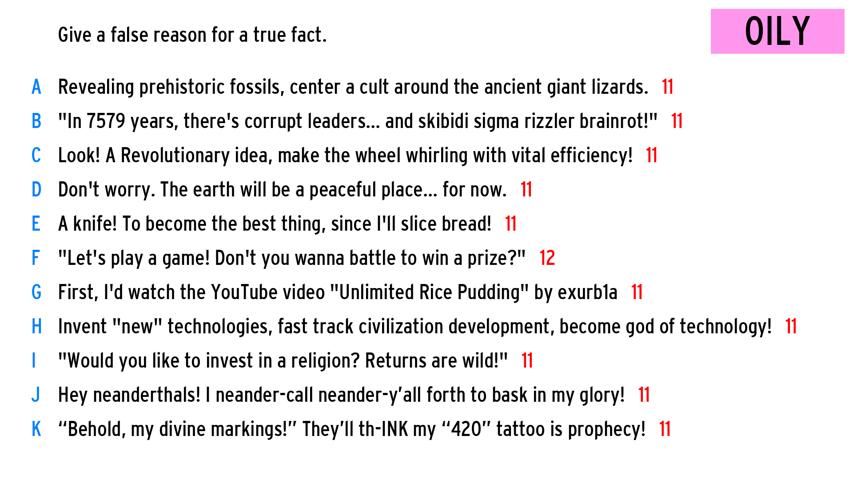 Give a false reason for a true fact.
OILY
A Revealing prehistoric fossils, center a cult around the ancient giant lizards. 11
B "In 7579 years, there's corrupt leaders... and skibidi sigma rizzler brainrot!" 11
C Look! A Revolutionary idea, make the wheel whirling with vital efficiency! 11
D Don't worry. The earth will be a peaceful place... for now. 11
E A knife! To become the best thing, since I'll slice bread! 11
F "Let's play a game! Don't you wanna battle to win a prize?" 12
G First, I'd watch the YouTube video "Unlimited Rice Pudding" by exurb1a 11
H Invent "new" technologies, fast track civilization development, become god of technology! 11
I "Would you like to invest in a religion? Returns are wild!" 11
J Hey neanderthals! I neander-call neander-y’all forth to bask in my glory! 11
K “Behold, my divine markings!” They’ll th-INK my “420” tattoo is prophecy! 11